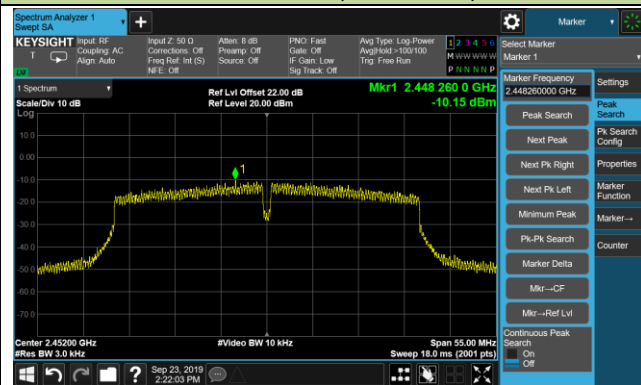 Spectrum Analyzer 1
Swept SA
+
Marker
KEYSIGHT
Input: RF
Coupling: AC
Align: Auto
Input Z: 50 Ω
Corrections: Off
Freq Ref: Int (S)
NFE: Off
Atten: 8 dB
Preamp: Off
Source: Off
PNO: Fast
Gate: Off
IF Gain: Low
Sig Track: Off
Avg Type: Log-Power
Avg|Hold:>100/100
Trig: Free Run
1 2 3 4 5 6
M W W W W W
P N N N N P
T
LXI
Select Marker
Marker 1
1 Spectrum
Scale/Div 10 dB
Log
Ref Lvl Offset 22.00 dB
Ref Level 20.00 dBm
Mkr1 2.448 260 0 GHz
-10.15 dBm
10.0
0.00
-10.0
-20.0
-30.0
-40.0
-50.0
-60.0
-70.0
1
Center 2.45200 GHz
#Res BW 3.0 kHz
#Video BW 10 kHz
Span 55.00 MHz
Sweep 18.0 ms (2001 pts)
Marker Frequency
2.448260000 GHz
Peak Search
Next Peak
Next Pk Right
Next Pk Left
Minimum Peak
Pk-Pk Search
Marker Delta
Mkr→CF
Mkr→Ref Lvl
Continuous Peak
Search
On
Off
Settings
Peak
Search
Pk Search
Config
Properties
Marker
Function
Marker→
Counter
?
Sep 23, 2019
2:22:03 PM